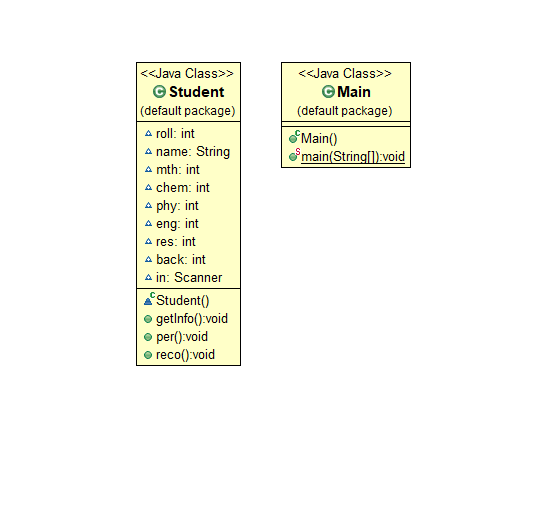 <<Java Class>>
Student
(default package)
roll: int
name: String
mth: int
chem: int
phy: int
eng: int
res: int
back: int
in: Scanner
Student()
getInfo():void
per():void
reco():void
<<Java Class>>
Main
(default package)
Main()
main(String[]):void